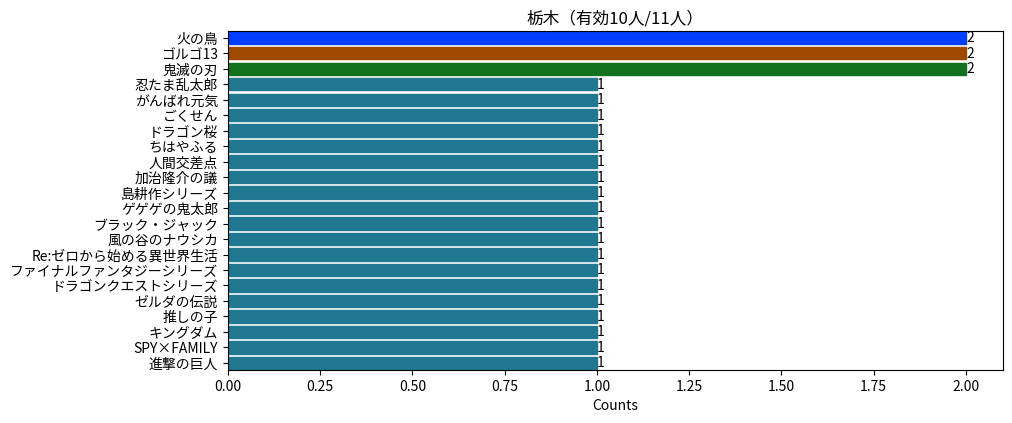 栃木（有効10人/11人）
火の鳥 2
ゴルゴ13 2
鬼滅の刃 2
忍たま乱太郎 1
がんばれ元気 1
ごくせん 1
ドラゴン桜 1
ちはやふる 1
人間交差点 1
加治隆介の議 1
島耕作シリーズ 1
ゲゲゲの鬼太郎 1
ブラック・ジャック 1
風の谷のナウシカ 1
Re:ゼロから始める異世界生活 1
ファイナルファンタジーシリーズ 1
ドラゴンクエストシリーズ 1
ゼルダの伝説 1
推しの子 1
キングダム 1
SPY×FAMILY 1
進撃の巨人 1
0.00 0.25 0.50 0.75 1.00 1.25 1.50 1.75 2.00
Counts